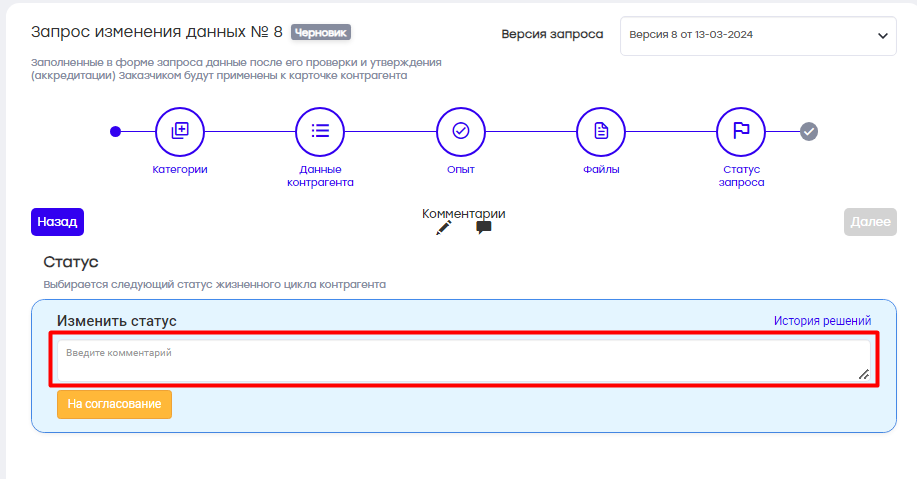 Запрос изменения данных № 8 Черновик
Версия запроса
Версия 8 от 13-03-2024
Заполненные в форме запроса данные после его проверки и утверждения
(аккредитации) Заказчиком будут применены к карточке контрагента
Категории
Данные
контрагента
Опыт
Файлы
Статус
запроса
Назад
Комментарии
Далее
Статус
Выбирается следующий статус жизненного цикла контрагента
Изменить статус
История решений
Введите комментарий
На согласование